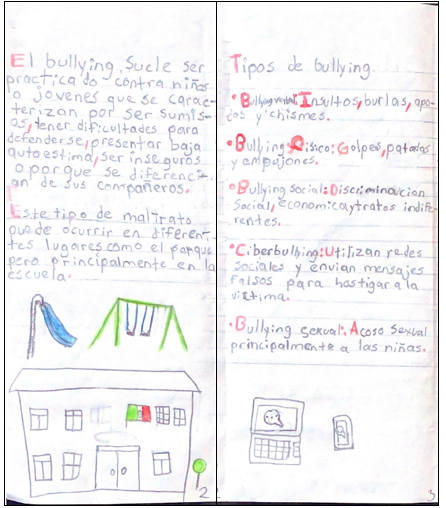 El bullying. Suele ser
practicado contra niños
o jovenes que se carac-
terizan por ser sumis-
os, tener dificultades para
defenderse, presentar baja
autoestima, ser inseguros
o porque se diferenci-
an de sus compañeros.
Este tipo de maltrato
puede ocurrir en diferen-
tes lugares como el parque
pero principalmente en la
escuela.
2
Tipos de bullying
• Bullying verbal: Insultos, burlas, apo-
dos y chismes.
• Bullying Físico: Golpes, patadas
y empujones.
• Bullying social: Discriminacion
social, economica y tratos indife-
rentes.
• Ciberbullying: Utilizan redes
sociales y envian mensajes
falsos para hostigar a la
victima.
• Bullying sexual: Acoso sexual
principalmente a las niñas.
3